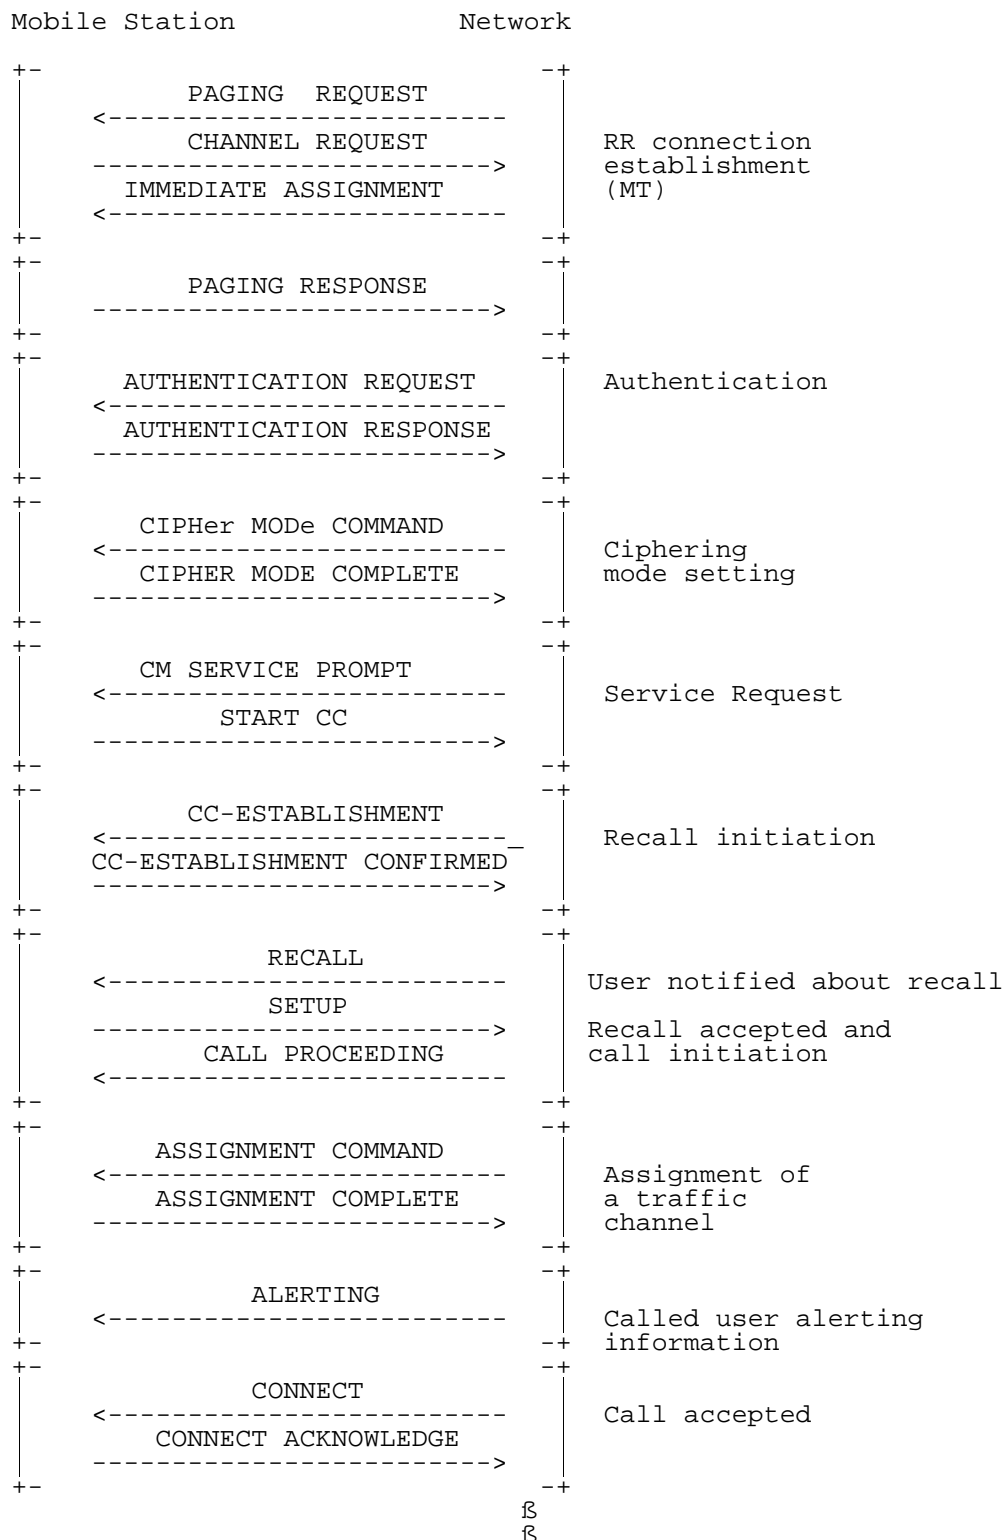 Mobile Station Network
+- -+
PAGING  REQUEST
<-------------------------
CHANNEL REQUEST RR connection
-------------------------> establishment
IMMEDIATE ASSIGNMENT (MT)
<-------------------------
+- -+
+- -+
PAGING RESPONSE
------------------------->
+- -+
+- -+
AUTHENTICATION REQUEST Authentication
<-------------------------
AUTHENTICATION RESPONSE
------------------------->
+- -+
+- -+
CIPHer MODe COMMAND
<------------------------- Ciphering
CIPHER MODE COMPLETE mode setting
------------------------->
+- -+
+- -+
CM SERVICE PROMPT
<------------------------- Service Request
START CC
------------------------->
+- -+
+- -+
CC-ESTABLISHMENT
<-------------------------_ Recall initiation
CC-ESTABLISHMENT CONFIRMED
------------------------->
+- -+
+- -+
RECALL
<------------------------- User notified about recall
SETUP
-------------------------> Recall accepted and
CALL PROCEEDING call initiation
<-------------------------
+- -+
+- -+
ASSIGNMENT COMMAND
<------------------------- Assignment of
ASSIGNMENT COMPLETE a traffic
-------------------------> channel
+- -+
+- -+
ALERTING
<------------------------- Called user alerting
+- -+ information
+- -+
CONNECT
<------------------------- Call accepted
CONNECT ACKNOWLEDGE
------------------------->
+- -+
ß
ß